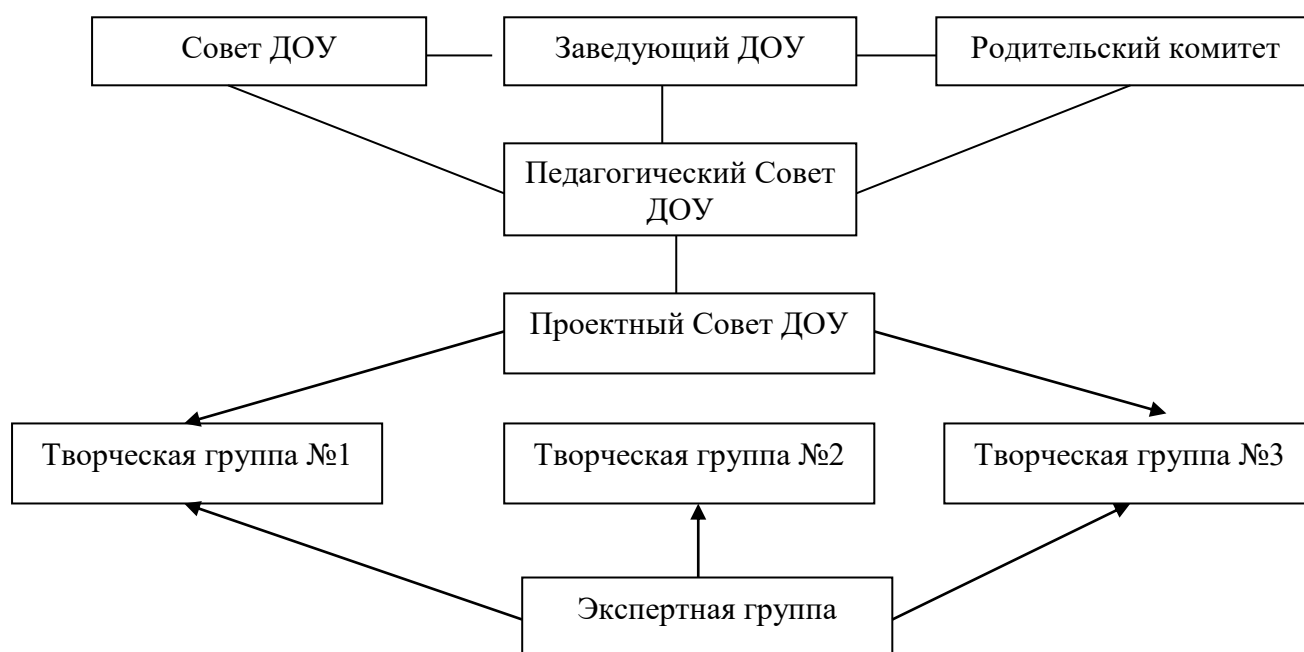 Совет ДОУ
Заведующий ДОУ
Родительский комитет
Педагогический Совет
ДОУ
Проектный Совет ДОУ
Творческая группа №1
Творческая группа №2
Творческая группа №3
Экспертная группа